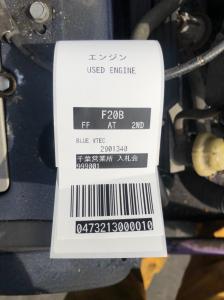 エンジン
USED ENGINE
F20B
FF AT 2ND
BLUE VTEC
2901340
千葉営業所 入札会
999001
0473213000010